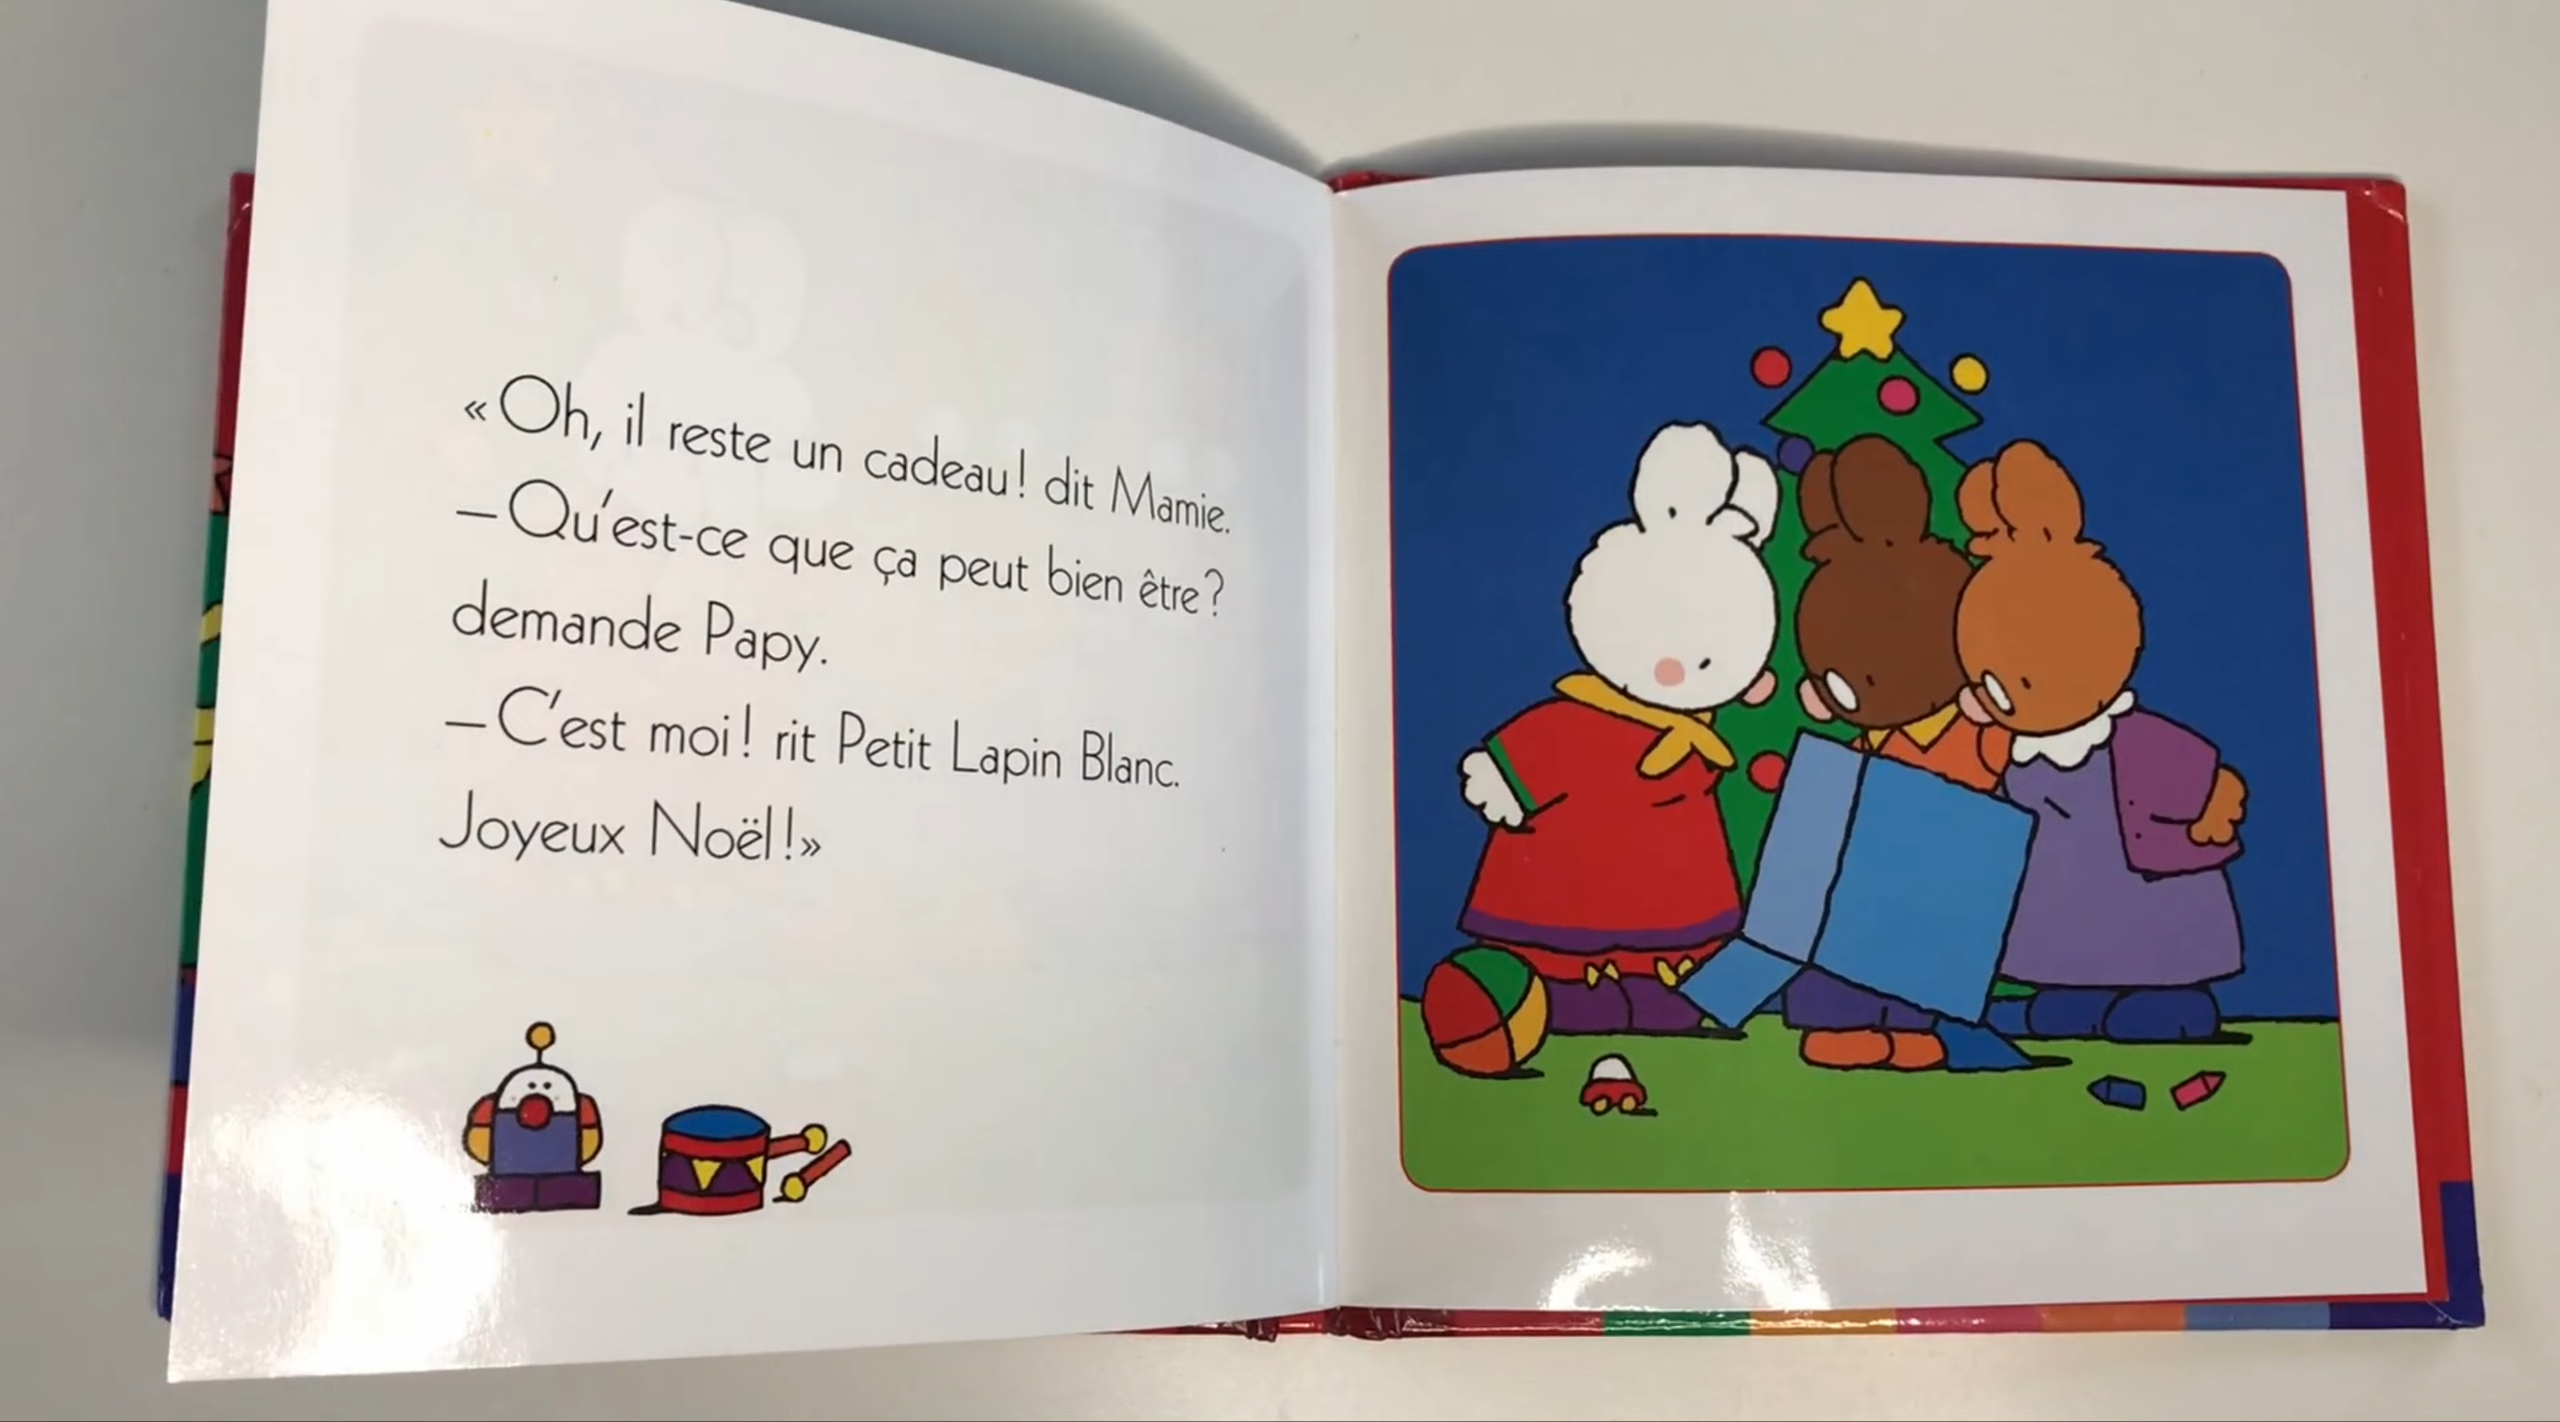 « Oh, il reste un cadeau ! dit Mamie.
– Qu'est-ce que ça peut bien être ?
demande Papy.
– C'est moi ! rit Petit Lapin Blanc.
Joyeux Noël ! »